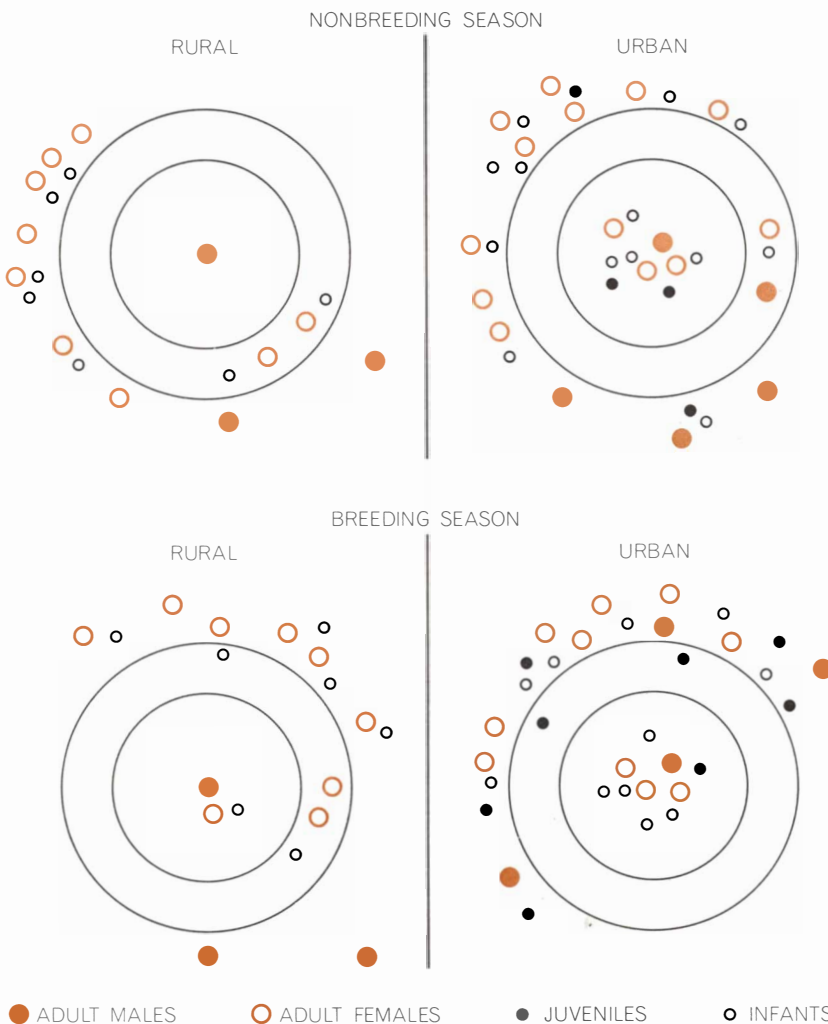 NONBREEDING SEASON
RURAL
URBAN
BREEDING SEASON
RURAL
URBAN
ADULT MALES ADULT FEMALES JUVENILES INFANTS